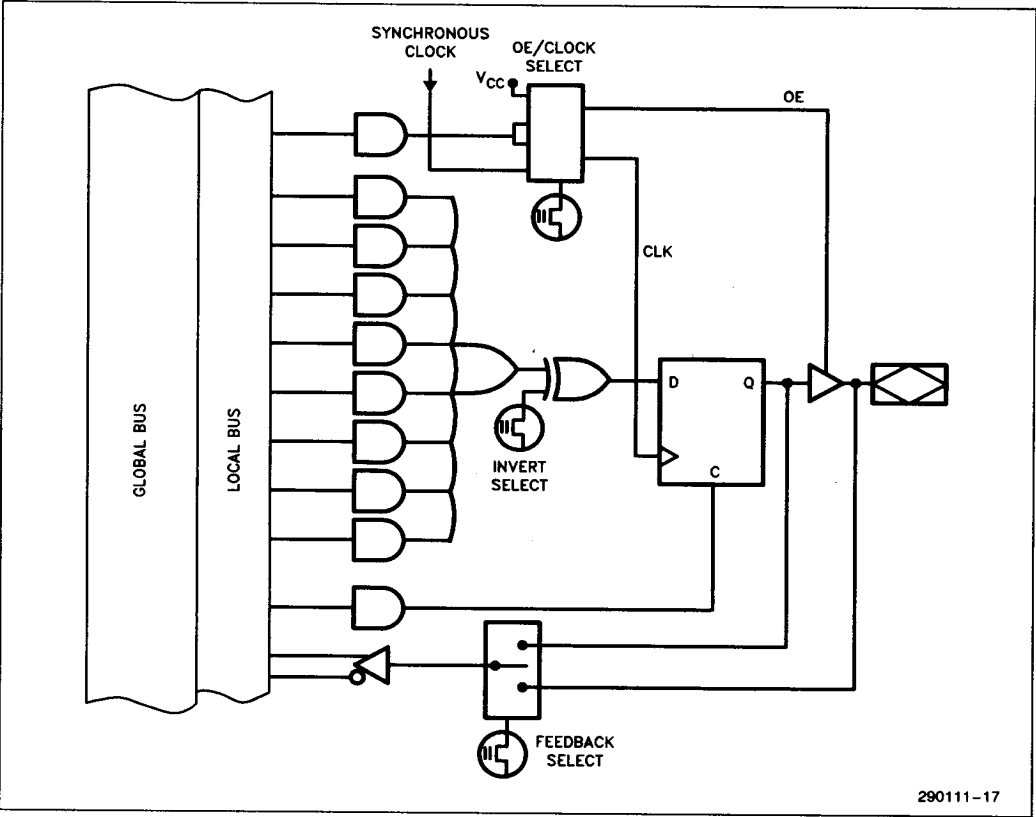 SYNCHRONOUS
CLOCK
OE/CLOCK
SELECT
VCC
OE
CLK
GLOBAL BUS
LOCAL BUS
D
Q
C
INVERT
SELECT
FEEDBACK
SELECT
290111-17